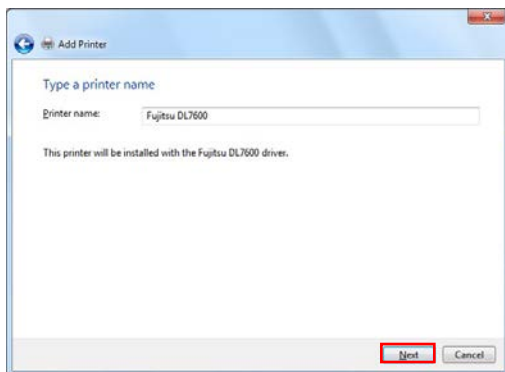 Add Printer
Type a printer name
Printer name: Fujitsu DL7600
This printer will be installed with the Fujitsu DL7600 driver.
Next Cancel